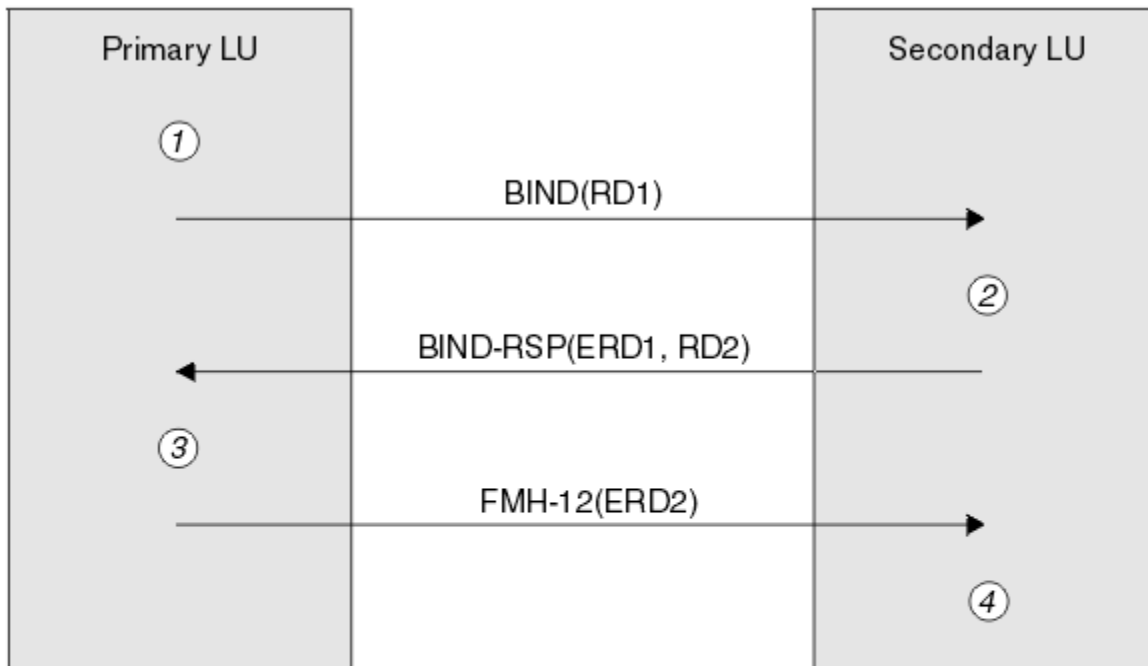 Primary LU
Secondary LU
1
BIND(RD1)
2
BIND-RSP(ERD1, RD2)
3
FMH-12(ERD2)
4